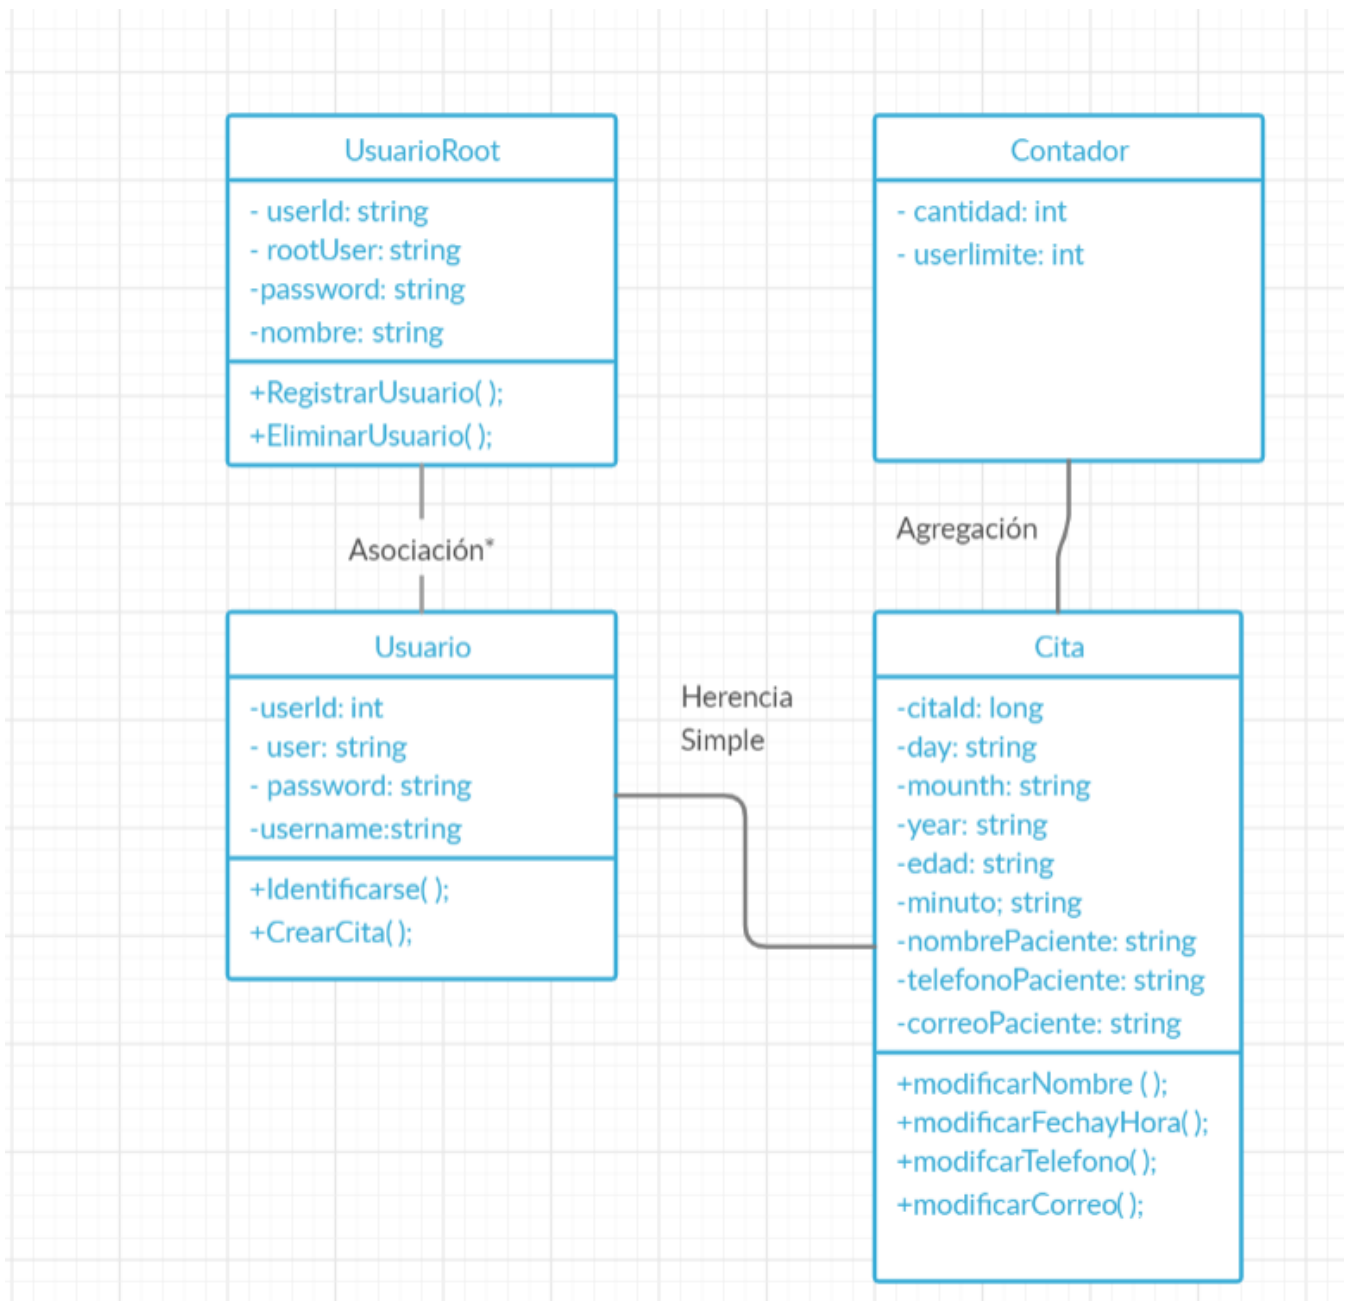 UsuarioRoot
- userId: string
- rootUser: string
-password: string
-nombre: string
+RegistrarUsuario( );
+EliminarUsuario( );
Contador
- cantidad: int
- userlimite: int
Asociación*
Agregación
Usuario
-userId: int
- user: string
- password: string
-username:string
+Identificarse( );
+CrearCita( );
Herencia
Simple
Cita
-citaId: long
-day: string
-mounth: string
-year: string
-edad: string
-minuto; string
-nombrePaciente: string
-telefonoPaciente: string
-correoPaciente: string
+modificarNombre ( );
+modificarFechayHora( );
+modifcarTelefono( );
+modificarCorreo( );